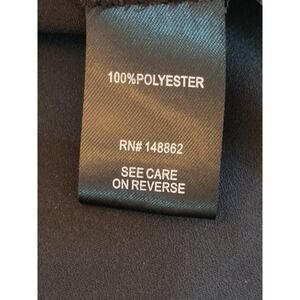 100%POLYESTER
RN# 148862
SEE CARE
ON REVERSE